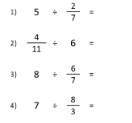 1) 5 ÷ 2/7 =
2) 4/11 ÷ 6 =
3) 8 ÷ 6/7 =
4) 7 ÷ 8/3 =